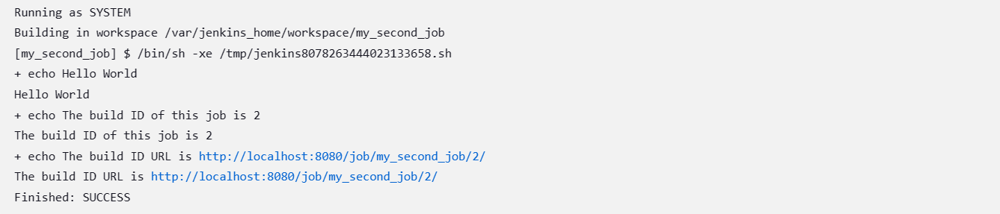 Running as SYSTEM
Building in workspace /var/jenkins_home/workspace/my_second_job
[my_second_job] $ /bin/sh -xe /tmp/jenkins8078263444023133658.sh
+ echo Hello World
Hello World
+ echo The build ID of this job is 2
The build ID of this job is 2
+ echo The build ID URL is http://localhost:8080/job/my_second_job/2/
The build ID URL is http://localhost:8080/job/my_second_job/2/
Finished: SUCCESS